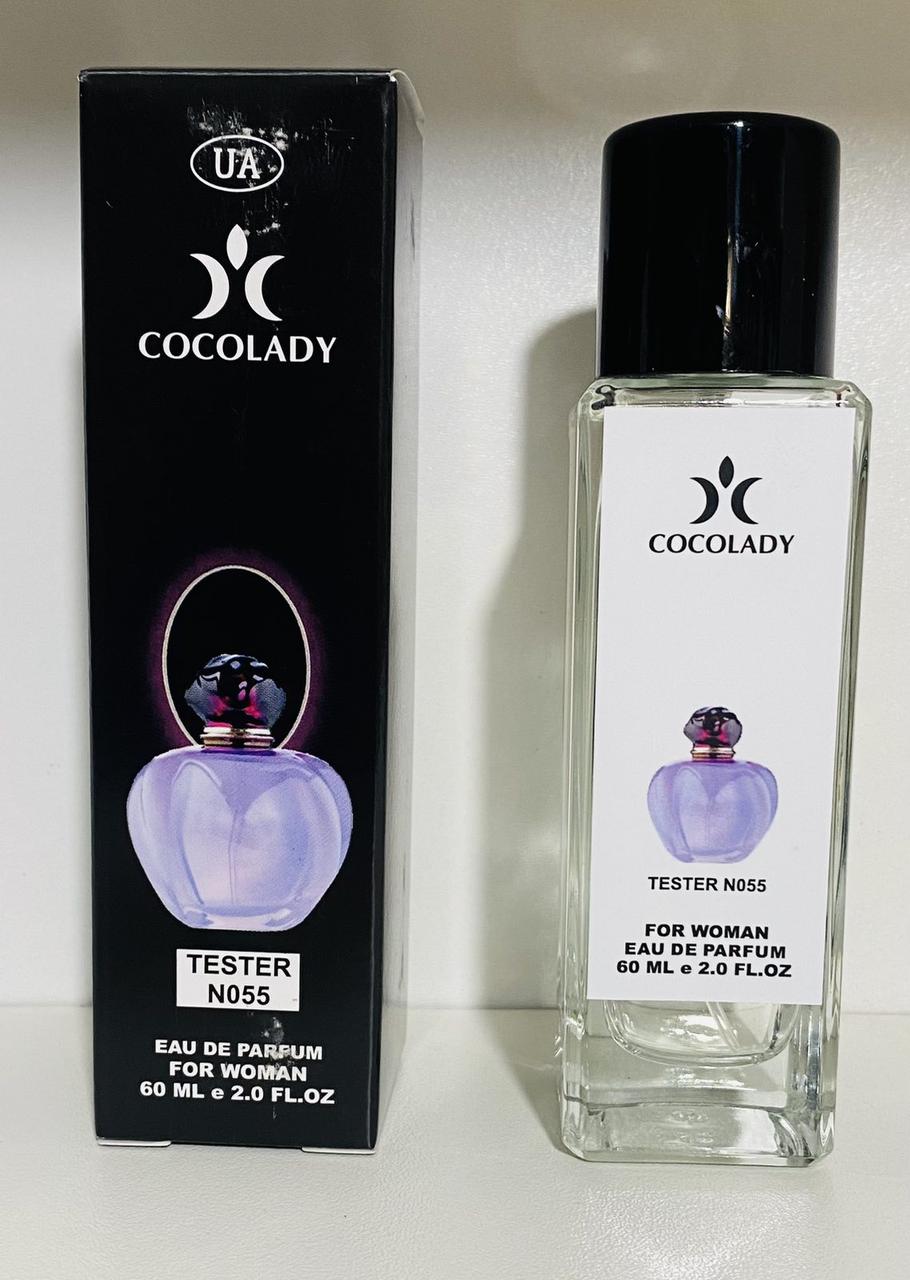 UA
COCOLADY
TESTER
N055
EAU DE PARFUM
FOR WOMAN
60 ML e 2.0 FL.OZ
COCOLADY
TESTER N055
FOR WOMAN
EAU DE PARFUM
60 ML e 2.0 FL.OZ